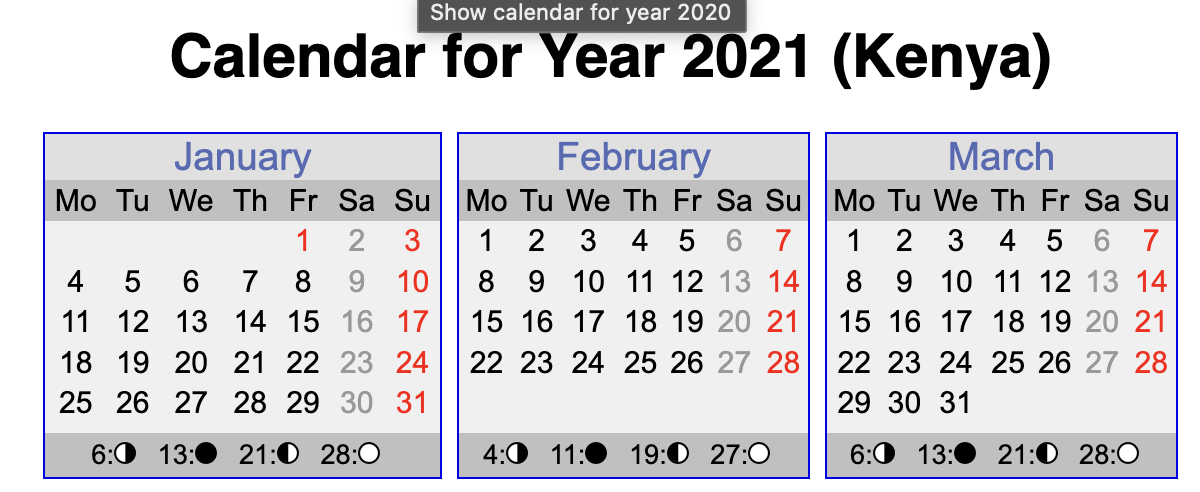 Show calendar for year 2020
Calendar for Year 2021 (Kenya)
January
Mo Tu We Th Fr Sa Su
1 2 3
4 5 6 7 8 9 10
11 12 13 14 15 16 17
18 19 20 21 22 23 24
25 26 27 28 29 30 31
6: 13: 21: 28:
February
Mo Tu We Th Fr Sa Su
1 2 3 4 5 6 7
8 9 10 11 12 13 14
15 16 17 18 19 20 21
22 23 24 25 26 27 28
4: 11: 19: 27:
March
Mo Tu We Th Fr Sa Su
1 2 3 4 5 6 7
8 9 10 11 12 13 14
15 16 17 18 19 20 21
22 23 24 25 26 27 28
29 30 31
6: 13: 21: 28: